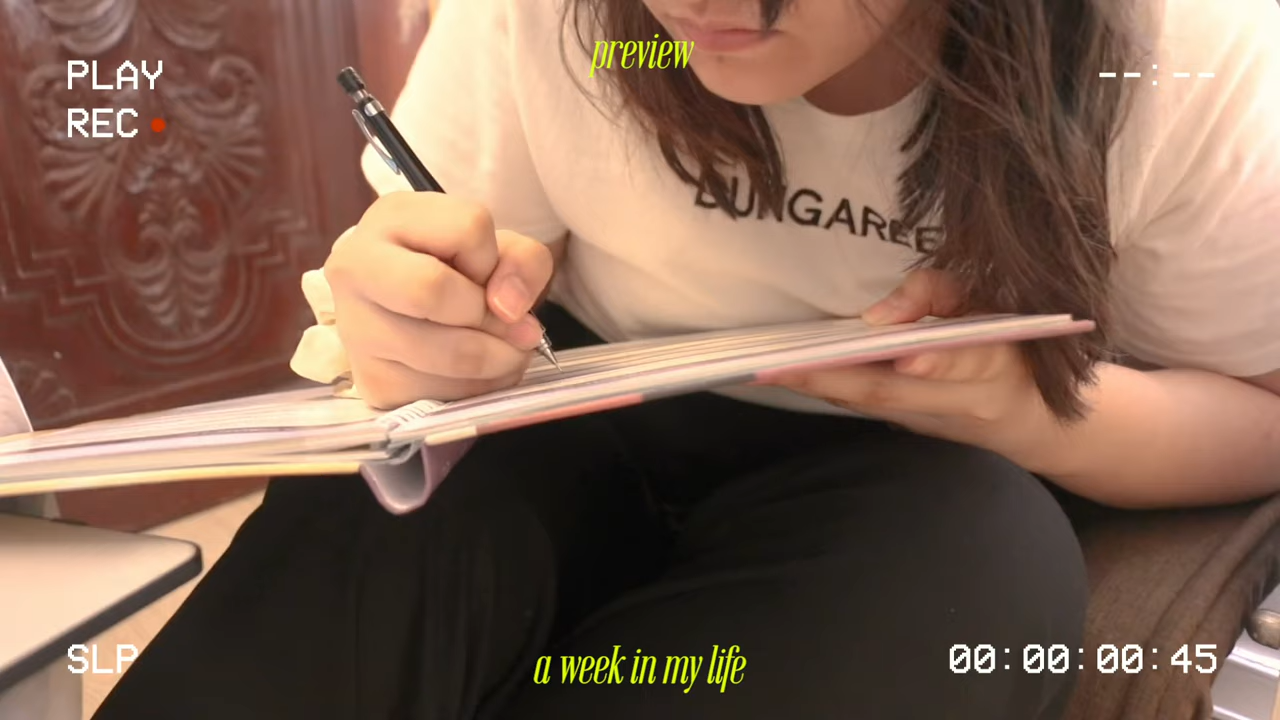 preview
PLAY
--:--
REC
DUNGAREE
SLP
a week in my life
00:00:00:45